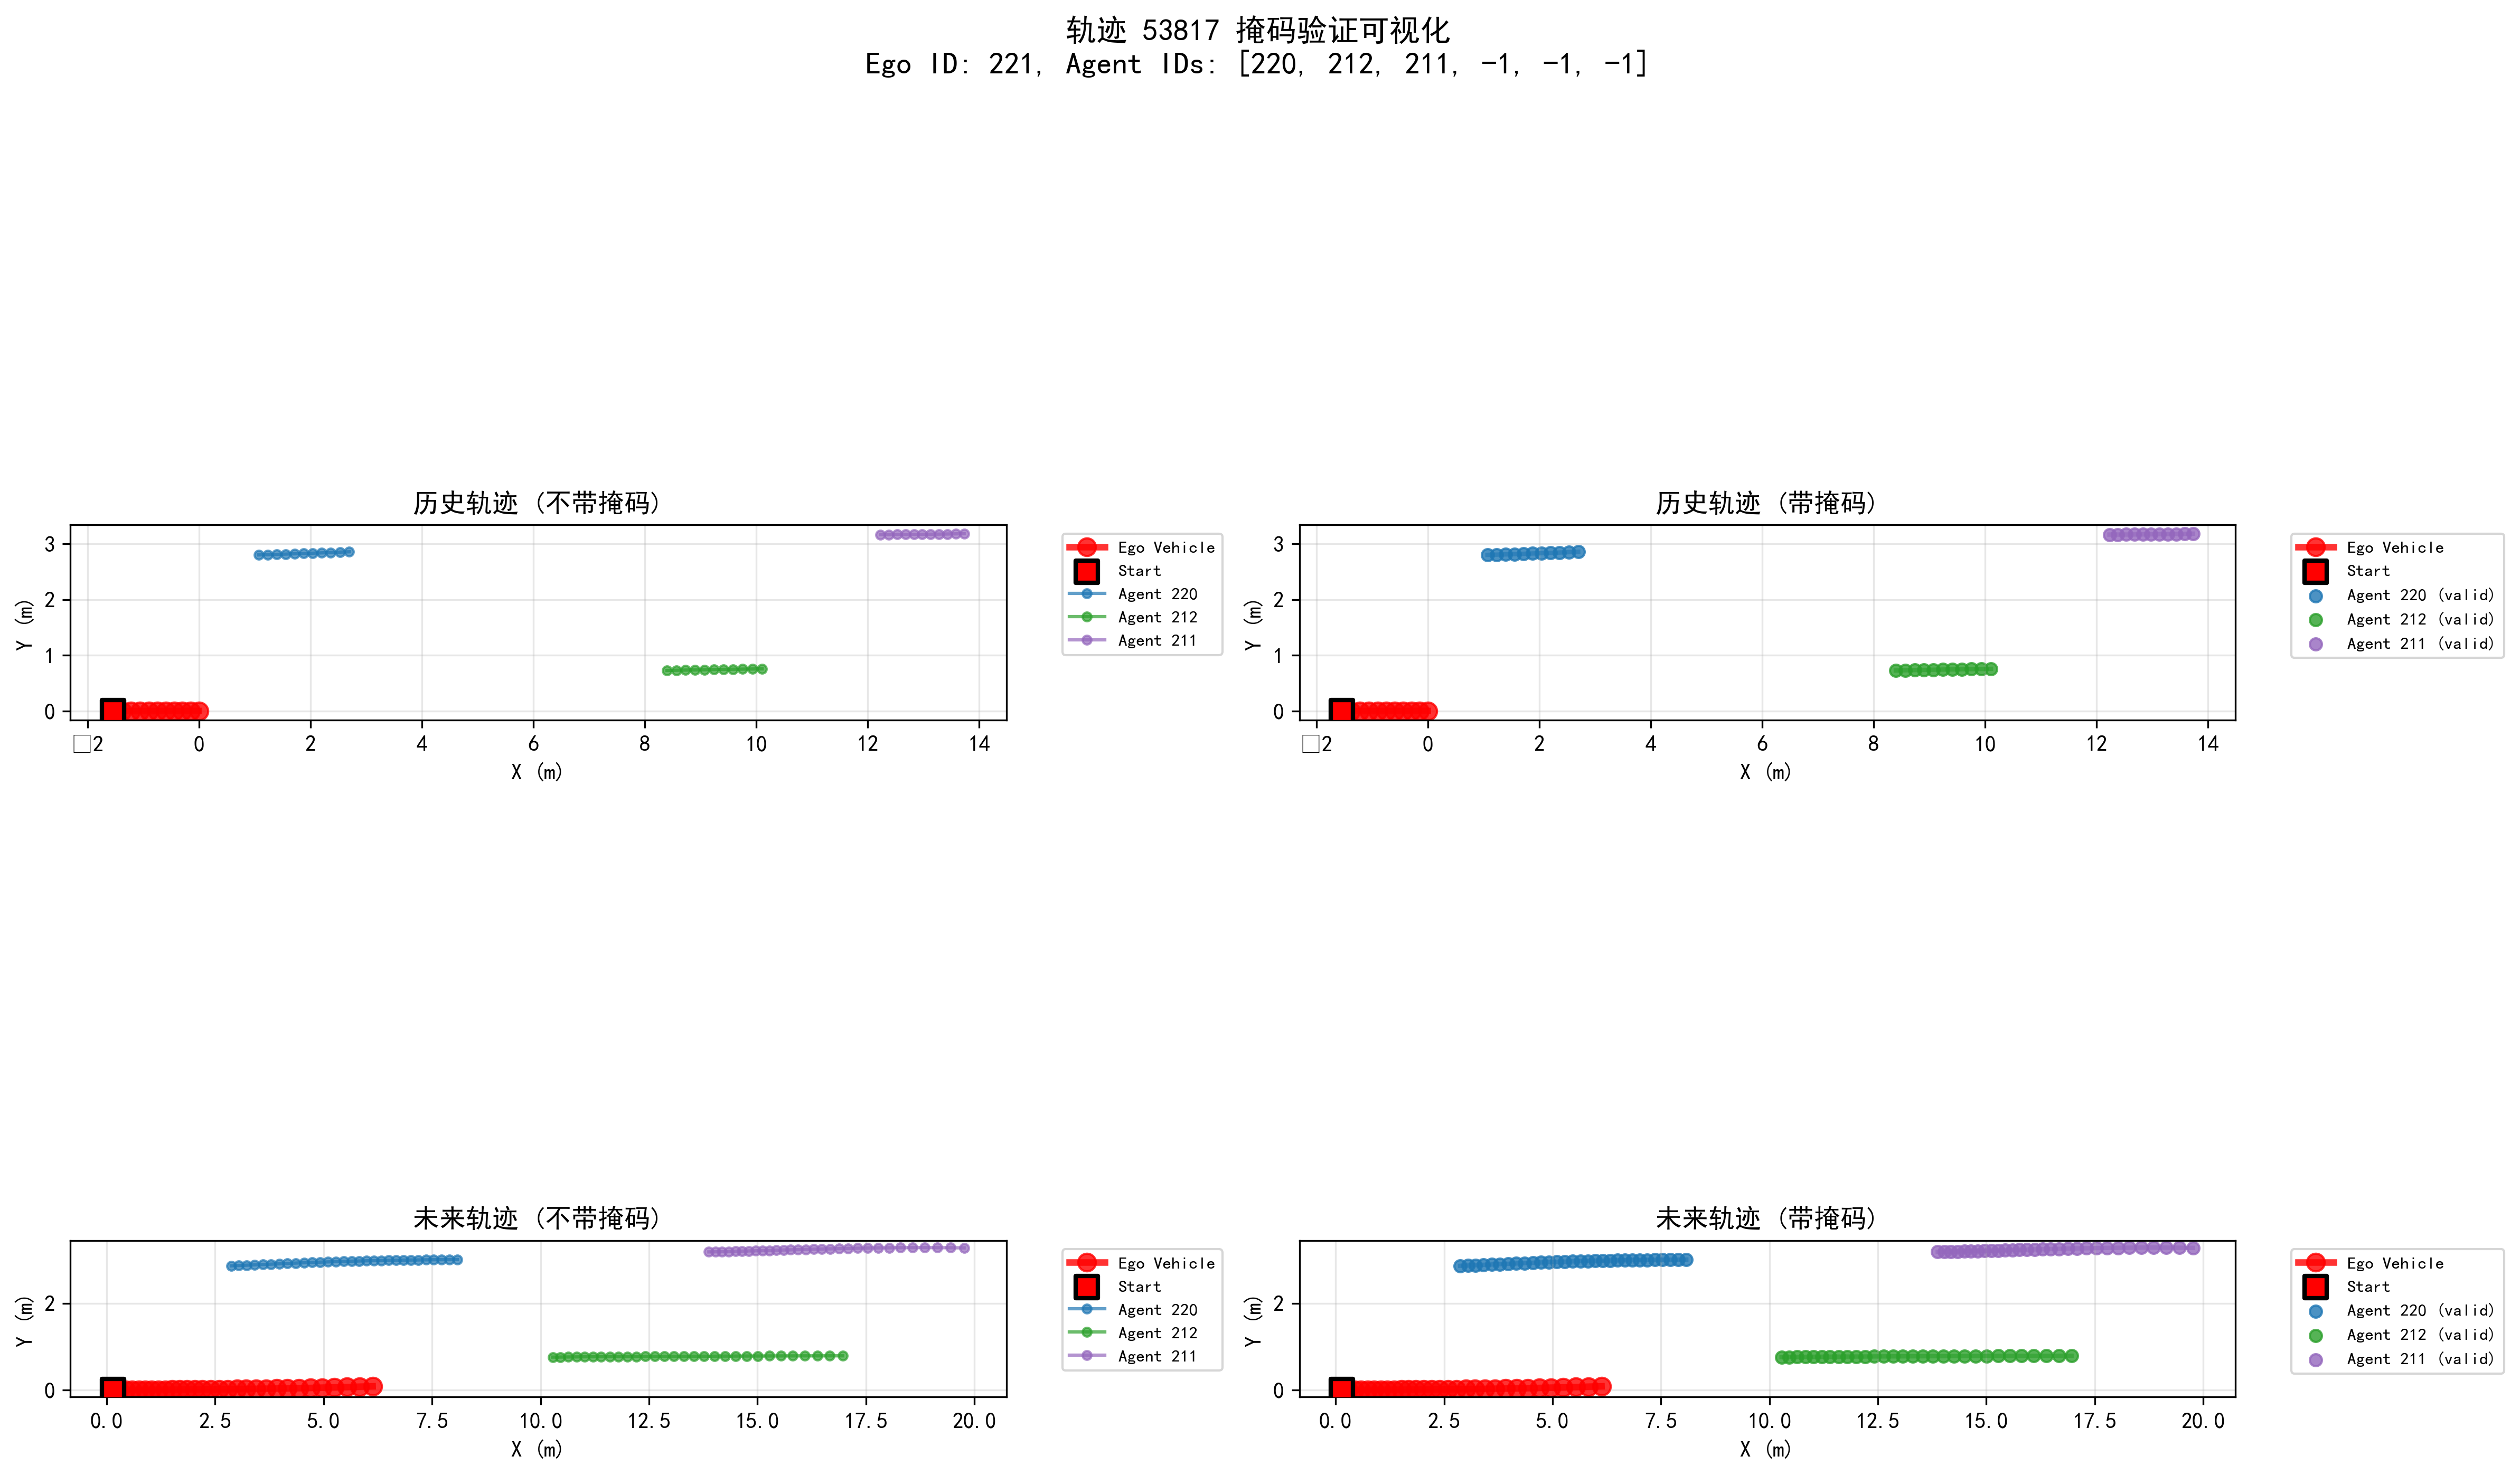 轨迹 53817 掩码验证可视化
Ego ID: 221, Agent IDs: [220, 212, 211, −1, −1, −1]
历史轨迹 (不带掩码)
Y (m)
3
2
1
0
□2 0 2 4 6 8 10 12 14
X (m)
Ego Vehicle
Start
Agent 220
Agent 212
Agent 211
历史轨迹 (带掩码)
Y (m)
3
2
1
0
□2 0 2 4 6 8 10 12 14
X (m)
Ego Vehicle
Start
Agent 220 (valid)
Agent 212 (valid)
Agent 211 (valid)
未来轨迹 (不带掩码)
Y (m)
2
0
0.0 2.5 5.0 7.5 10.0 12.5 15.0 17.5 20.0
X (m)
Ego Vehicle
Start
Agent 220
Agent 212
Agent 211
未来轨迹 (带掩码)
Y (m)
2
0
0.0 2.5 5.0 7.5 10.0 12.5 15.0 17.5 20.0
X (m)
Ego Vehicle
Start
Agent 220 (valid)
Agent 212 (valid)
Agent 211 (valid)